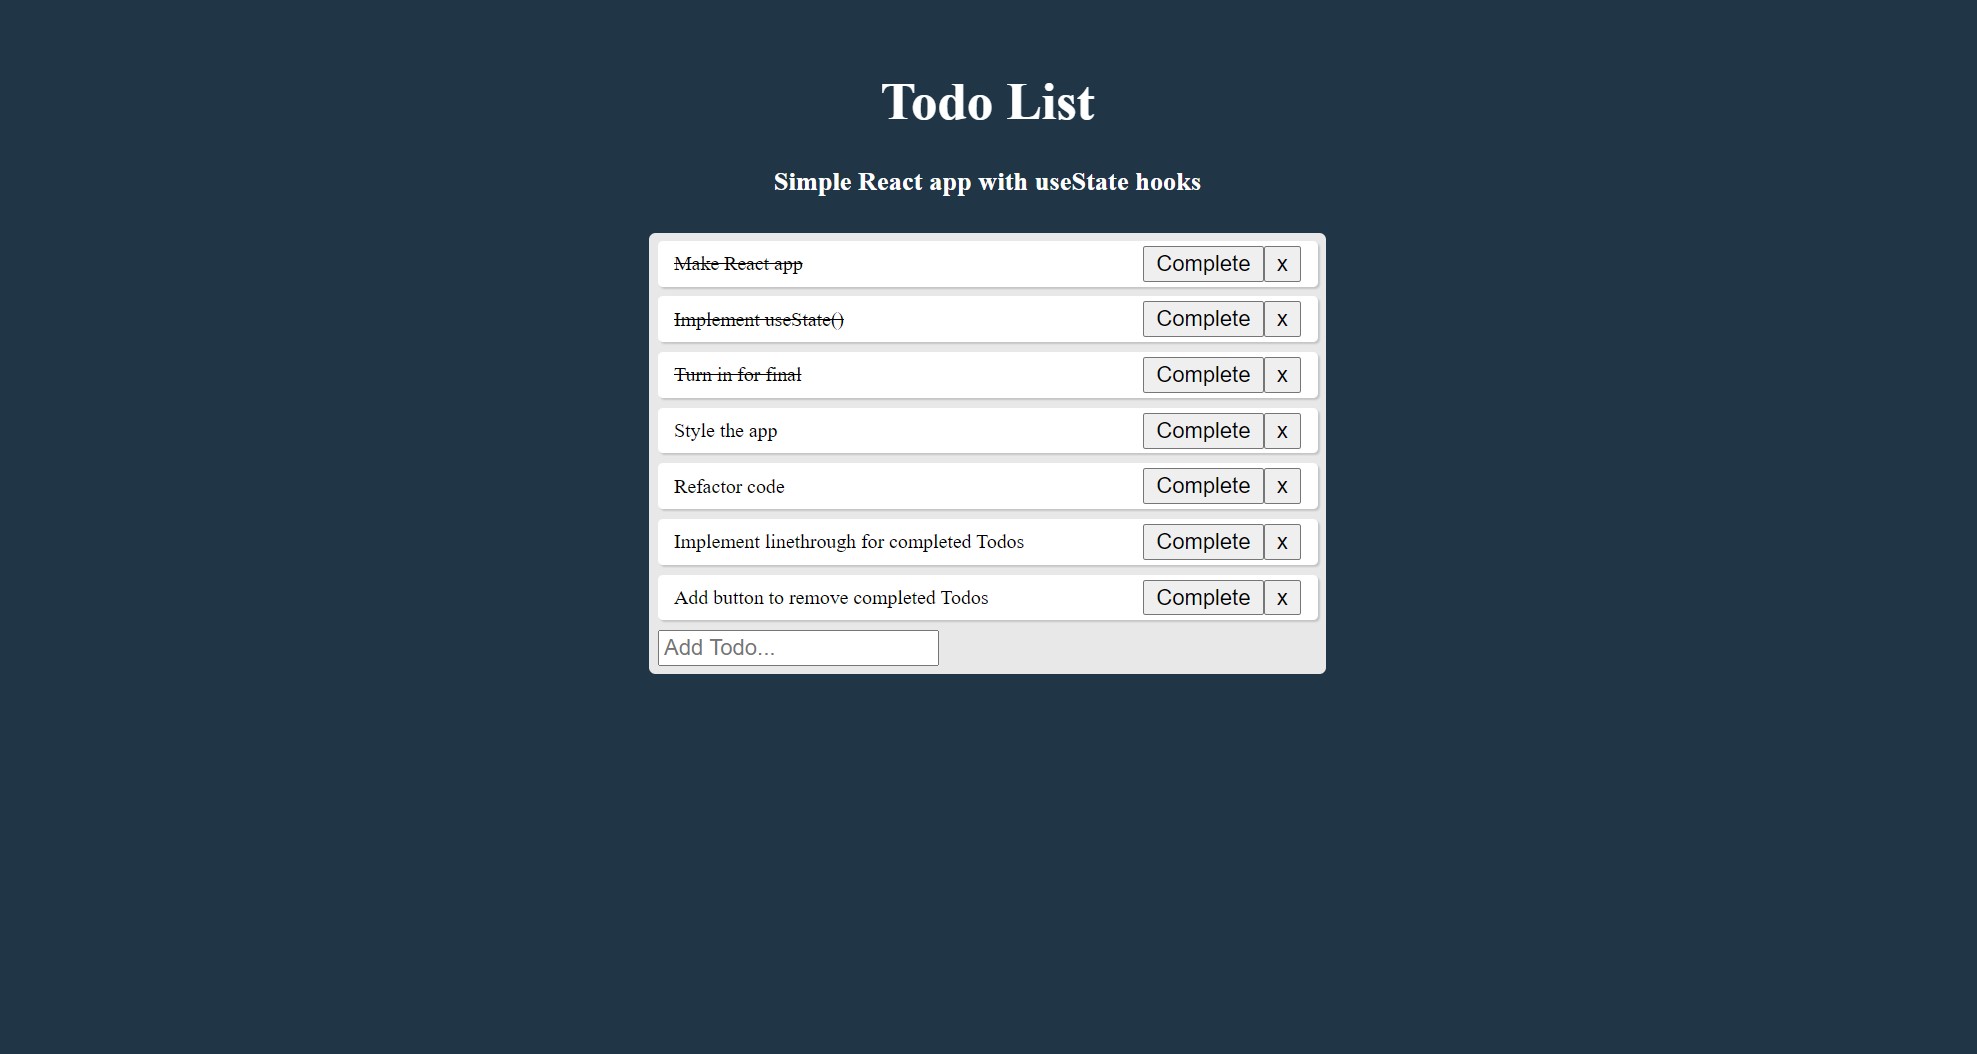 Todo List
Simple React app with useState hooks
Make React app Complete x
Implement useState() Complete x
Turn in for final Complete x
Style the app Complete x
Refactor code Complete x
Implement linethrough for completed Todos Complete x
Add button to remove completed Todos Complete x
Add Todo...